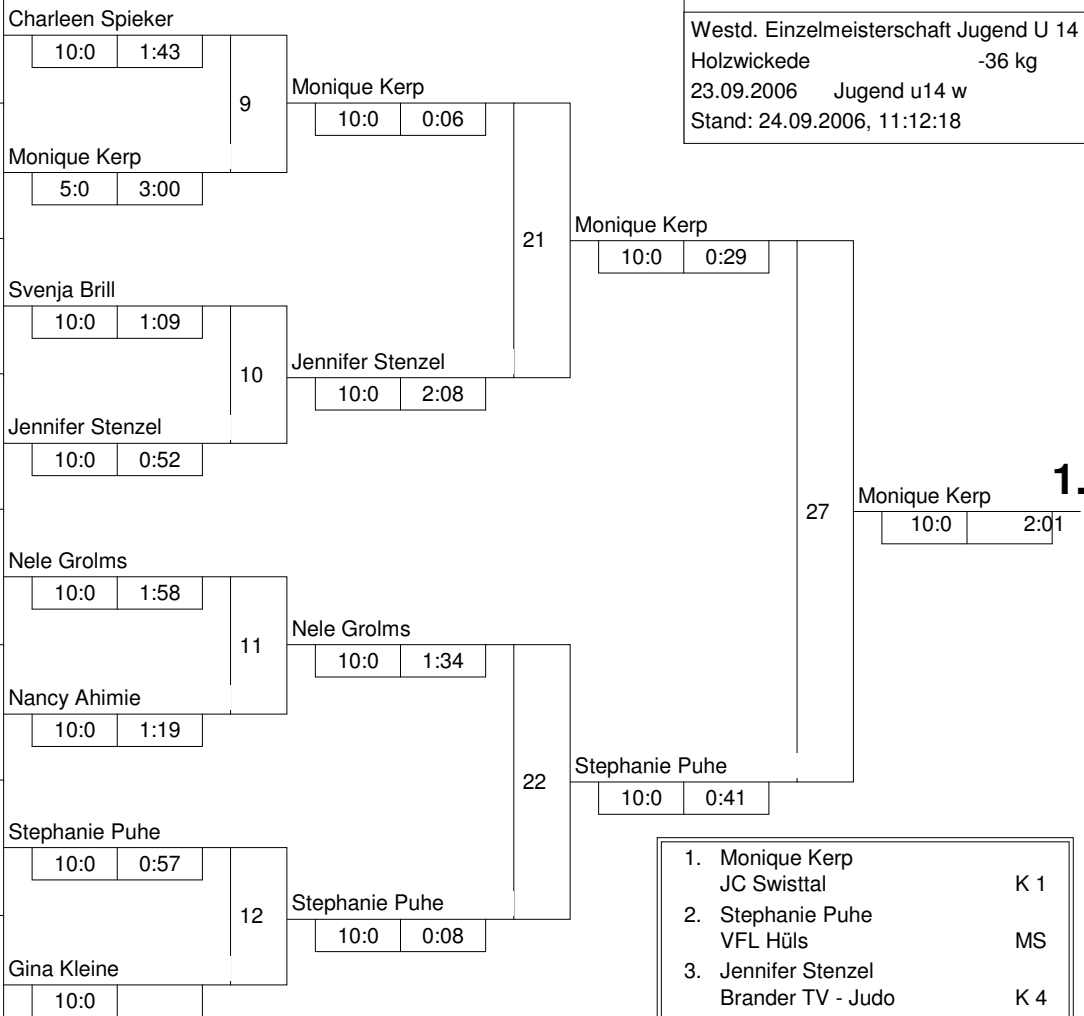 Charleen Spieker
10:0 1:43
9
Monique Kerp
5:0 3:00
Svenja Brill
10:0 1:09
10
Jennifer Stenzel
10:0 0:52
Nele Grolms
10:0 1:58
11
Nancy Ahimie
10:0 1:19
Stephanie Puhe
10:0 0:57
12
Gina Kleine
10:0
Monique Kerp
10:0 0:06
21
Jennifer Stenzel
10:0 2:08
Nele Grolms
10:0 1:34
22
Stephanie Puhe
10:0 0:08
Monique Kerp
10:0 0:29
27
Stephanie Puhe
10:0 0:41
Monique Kerp 1.
10:0 2:01
Westd. Einzelmeisterschaft Jugend U 14
Holzwickede -36 kg
23.09.2006 Jugend u14 w
Stand: 24.09.2006, 11:12:18
1. Monique Kerp
JC Swisttal K 1
2. Stephanie Puhe
VFL Hüls MS
3. Jennifer Stenzel
Brander TV - Judo K 4